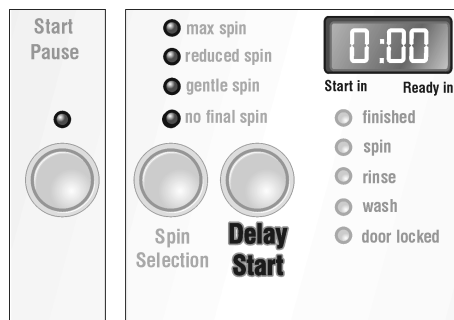 Start
Pause
max spin
reduced spin
gentle spin
no final spin
Spin
Selection
Delay
Start
0:00
Start in
Ready in
finished
spin
rinse
wash
door locked